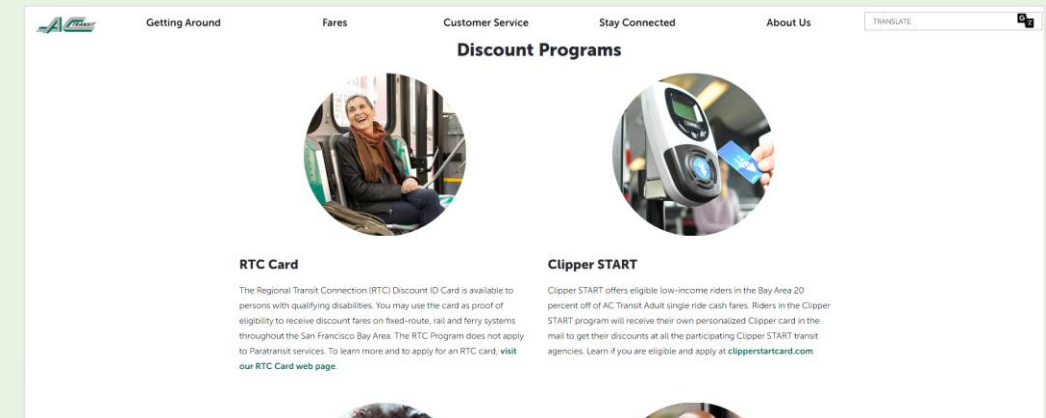 AC TRANSIT
Getting Around
Fares
Customer Service
Stay Connected
About Us
TRANSLATE
Discount Programs
RTC Card
The Regional Transit Connection (RTC) Discount ID Card is available to
persons with qualifying disabilities. You may use the card as proof of
eligibility to receive discount fares on fixed-route, rail and ferry systems
throughout the San Francisco Bay Area. The RTC Program does not apply
to Paratransit services. To learn more and to apply for an RTC card, visit
our RTC Card web page.
Clipper START
Clipper START offers eligible low-income riders in the Bay Area 20
percent off of AC Transit Adult single ride cash fares. Riders in the Clipper
START program will receive their own personalized Clipper card in the
mail to get their discounts at all the participating Clipper START transit
agencies. Learn if you are eligible and apply at clipperstartcard.com.